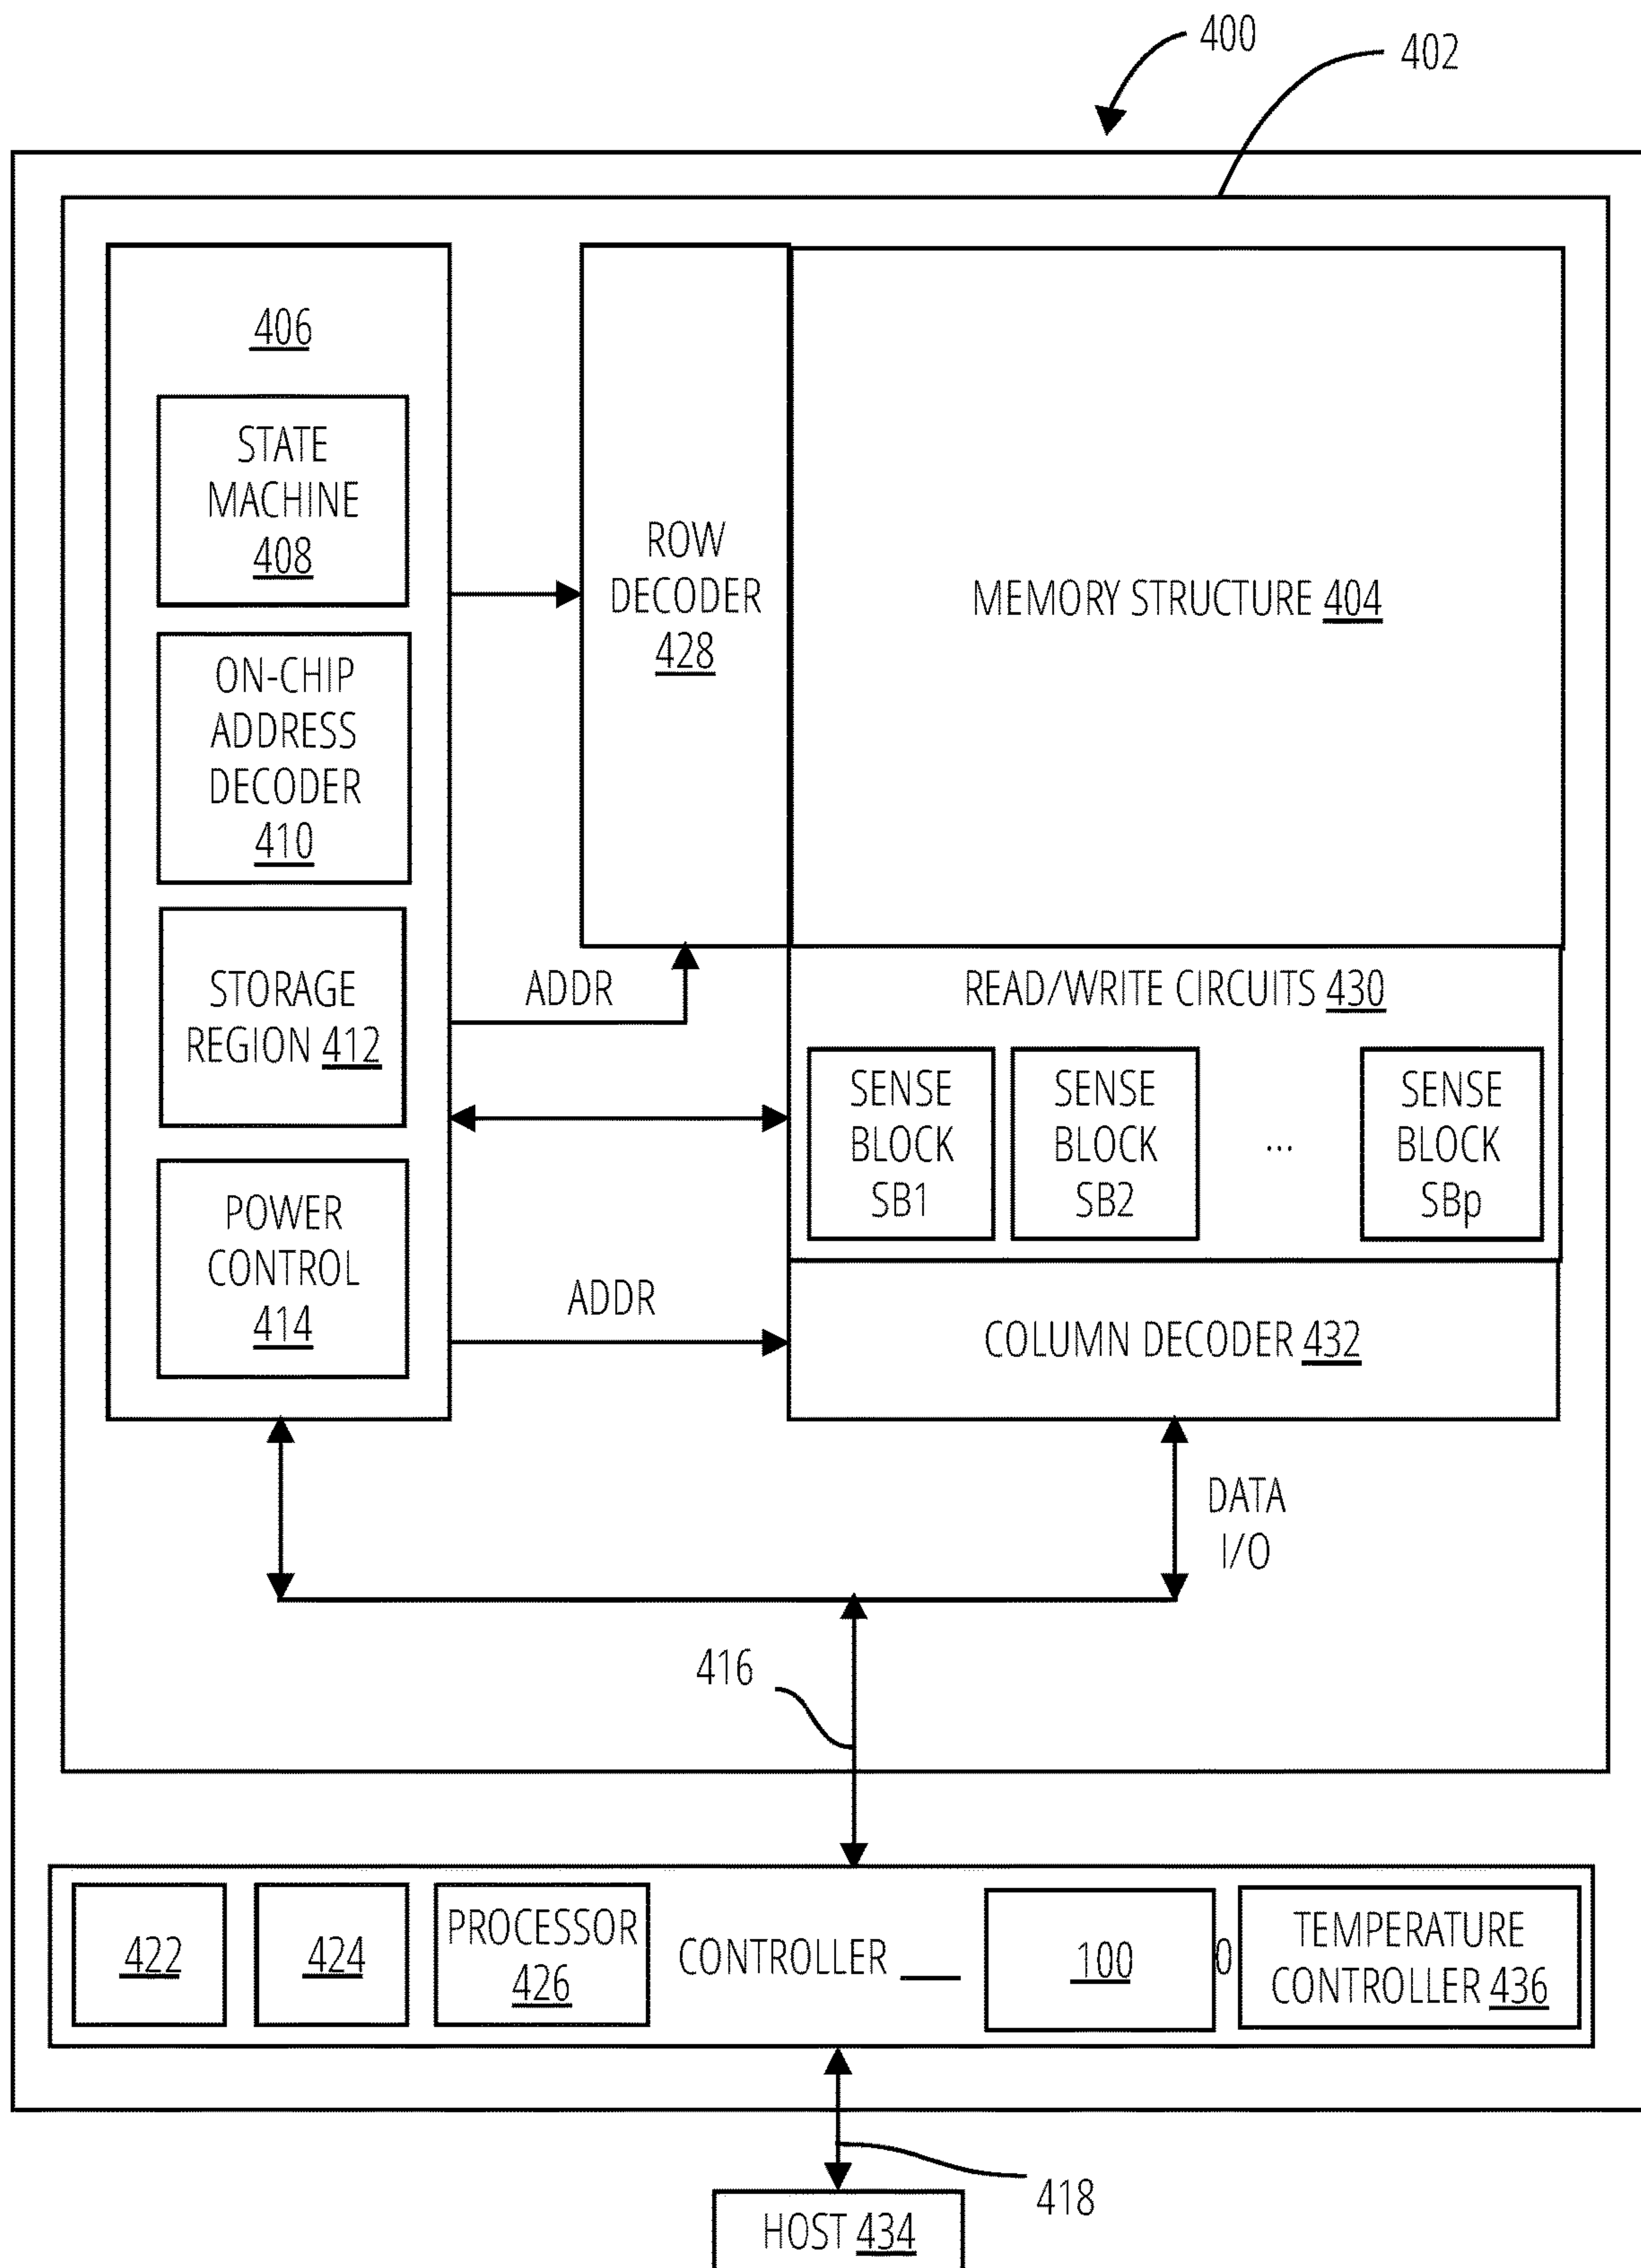 400
402
406
STATE
MACHINE
408
ON-CHIP
ADDRESS
DECODER
410
STORAGE
REGION 412
POWER
CONTROL
414
ROW
DECODER
428
MEMORY STRUCTURE 404
ADDR
READ/WRITE CIRCUITS 430
SENSE
BLOCK
SB1
SENSE
BLOCK
SB2
...
SENSE
BLOCK
SBp
ADDR
COLUMN DECODER 432
DATA
I/O
416
422
424
PROCESSOR
426
CONTROLLER
100
0
TEMPERATURE
CONTROLLER 436
418
HOST 434